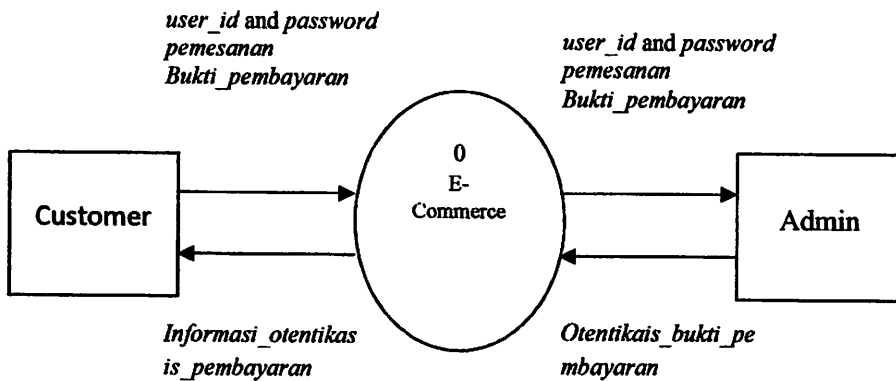 user_id and password
pemesanan
Bukti_pembayaran
user_id and password
pemesanan
Bukti_pembayaran
Customer
0
E-
Commerce
Admin
Informasi_otentikas
is_pembayaran
Otentikais_bukti_pe
mbayaran